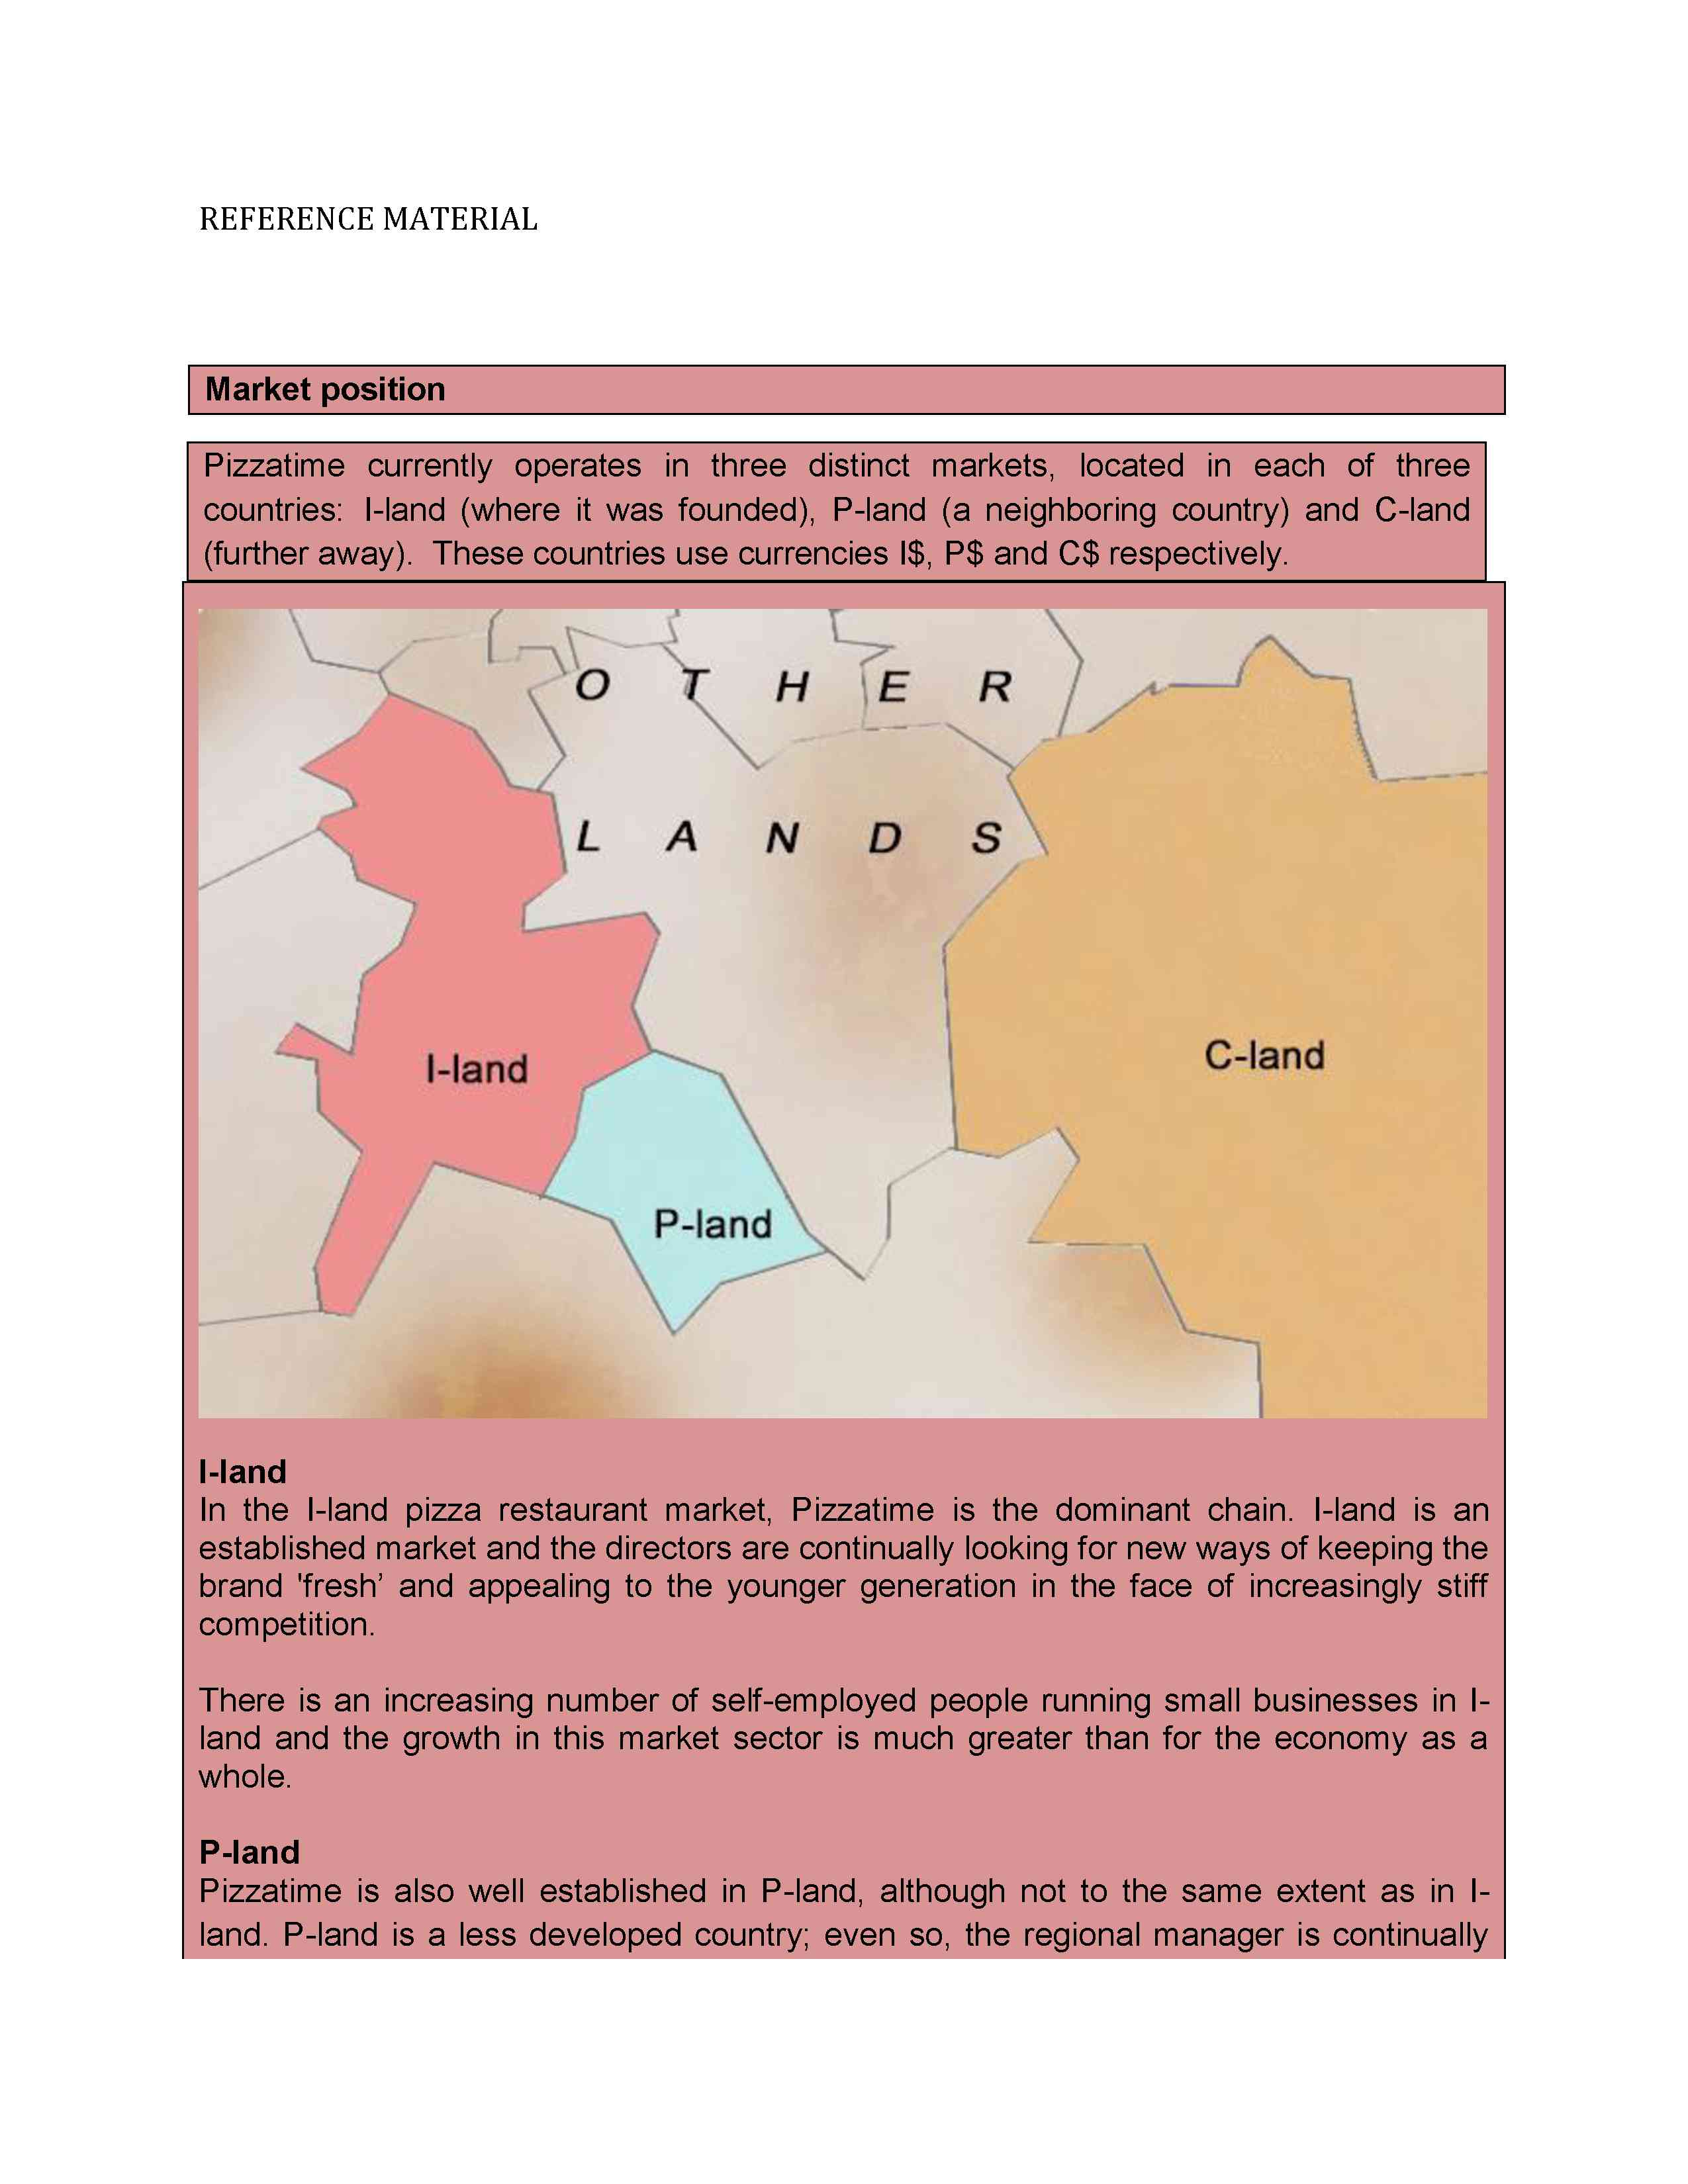 REFERENCE MATERIAL
Market position
Pizzatime currently operates in three distinct markets, located in each of three
countries: I-land (where it was founded), P-land (a neighboring country) and C-land
(further away). These countries use currencies I$, P$ and C$ respectively.
O T H E R
L A N D S
I-land
C-land
P-land
I-land
In the I-land pizza restaurant market, Pizzatime is the dominant chain. I-land is an
established market and the directors are continually looking for new ways of keeping the
brand 'fresh’ and appealing to the younger generation in the face of increasingly stiff
competition.
There is an increasing number of self-employed people running small businesses in I-
land and the growth in this market sector is much greater than for the economy as a
whole.
P-land
Pizzatime is also well established in P-land, although not to the same extent as in I-
land. P-land is a less developed country; even so, the regional manager is continually